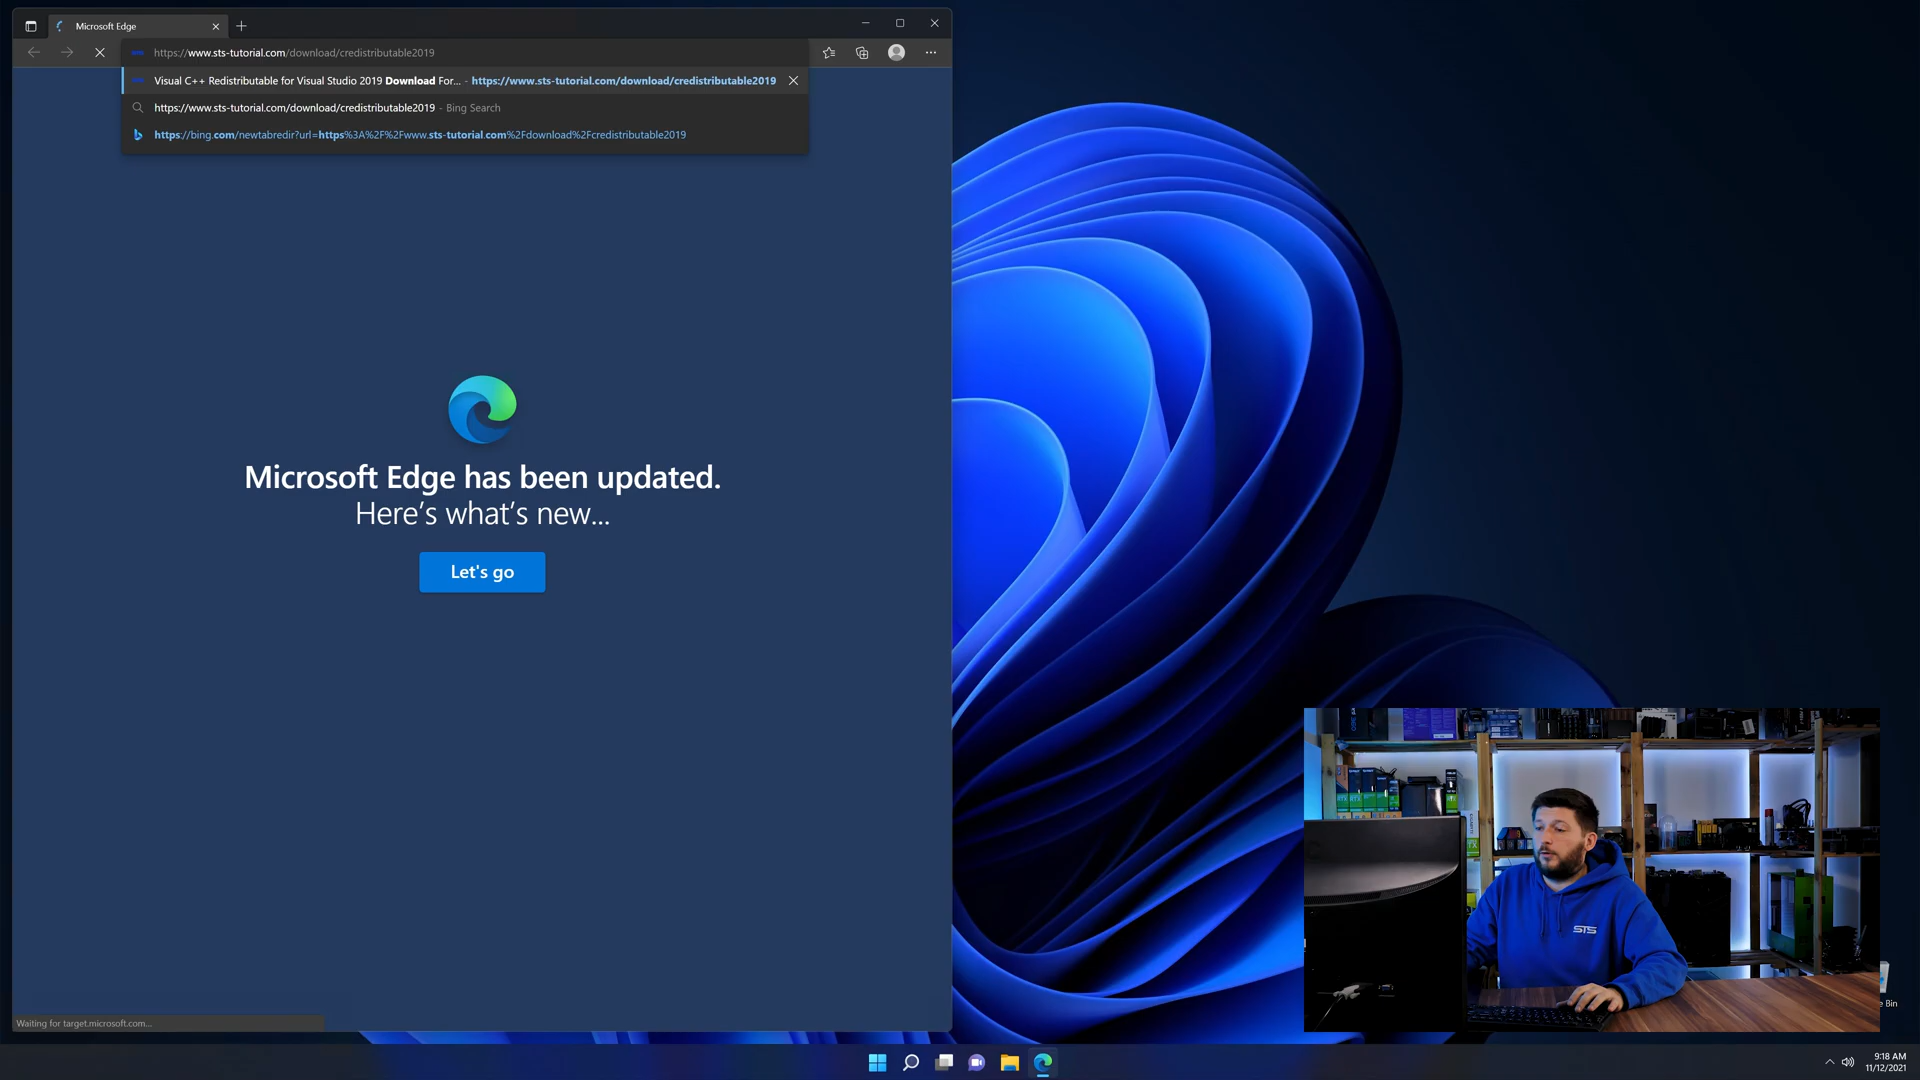 Microsoft Edge
https://www.sts-tutorial.com/download/credistributable2019
Visual C++ Redistributable for Visual Studio 2019 Download For... - https://www.sts-tutorial.com/download/credistributable2019
https://www.sts-tutorial.com/download/credistributable2019 - Bing Search
https://bing.com/newtabredir?url=https%3A%2F%2Fwww.sts-tutorial.com%2Fdownload%2Fcredistributable2019
Microsoft Edge has been updated.
Here's what's new...
Let's go
STS
Bin
Waiting for target.microsoft.com...
9:18 AM
11/12/2021